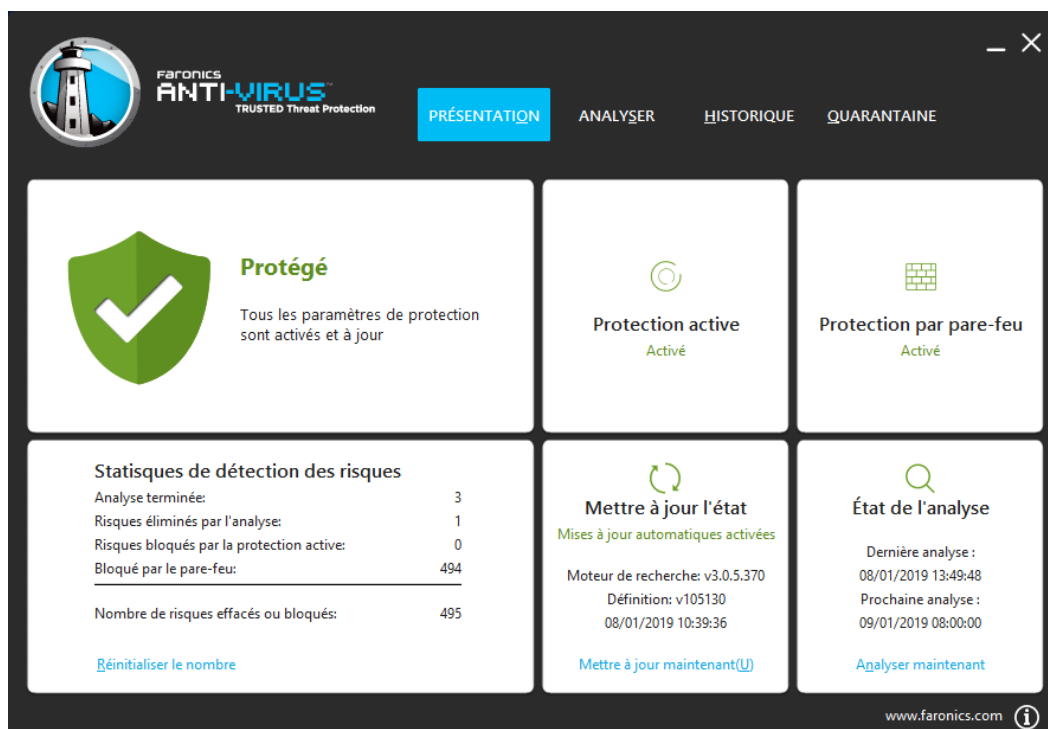 Faronics
ANTI-VIRUS™
TRUSTED Threat Protection
PRÉSENTATION
ANALYSER
HISTORIQUE
QUARANTAINE
Protégé
Tous les paramètres de protection
sont activés et à jour
Protection active
Activé
Protection par pare-feu
Activé
Statisques de détection des risques
Analyse terminée: 3
Risques éliminés par l'analyse: 1
Risques bloqués par la protection active: 0
Bloqué par le pare-feu: 494
Nombre de risques effacés ou bloqués: 495
Réinitialiser le nombre
Mettre à jour l'état
Mises à jour automatiques activées
Moteur de recherche: v3.0.5.370
Définition: v105130
08/01/2019 10:39:36
Mettre à jour maintenant(U)
État de l'analyse
Dernière analyse :
08/01/2019 13:49:48
Prochaine analyse :
09/01/2019 08:00:00
Analyser maintenant
www.faronics.com